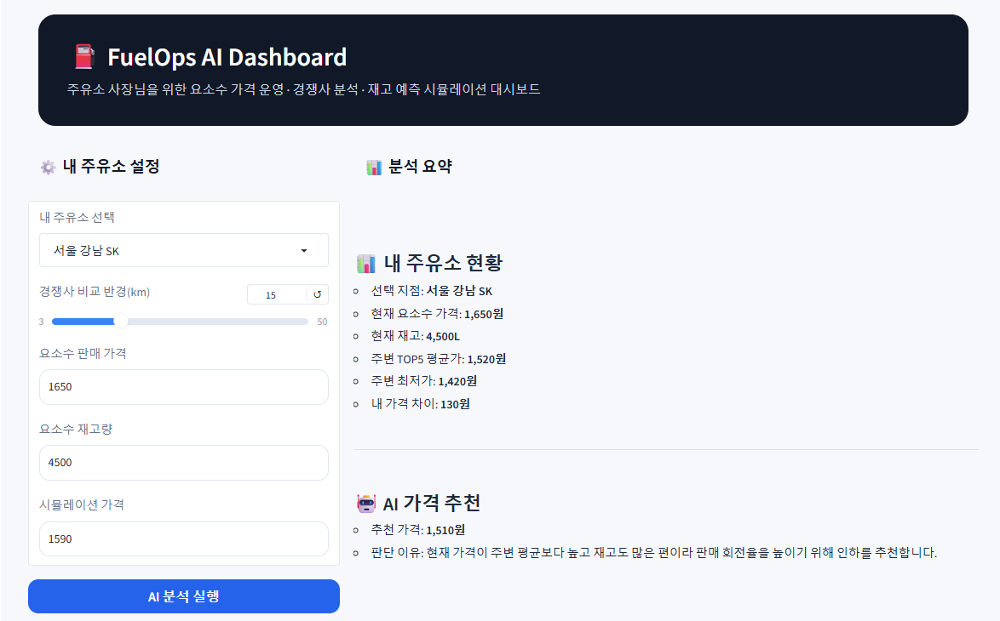 FuelOps AI Dashboard
주유소 사장님을 위한 요소수 가격 운영 · 경쟁사 분석 · 재고 예측 시뮬레이션 대시보드
내 주유소 설정
내 주유소 선택
서울 강남 SK
경쟁사 비교 반경(km)
15
3
50
요소수 판매 가격
1650
요소수 재고량
4500
시뮬레이션 가격
1590
AI 분석 실행
분석 요약
내 주유소 현황
선택 지점: 서울 강남 SK
현재 요소수 가격: 1,650원
현재 재고: 4,500L
주변 TOP5 평균가: 1,520원
주변 최저가: 1,420원
내 가격 차이: 130원
AI 가격 추천
추천 가격: 1,510원
판단 이유: 현재 가격이 주변 평균보다 높고 재고도 많은 편이라 판매 회전율을 높이기 위해 인하를 추천합니다.